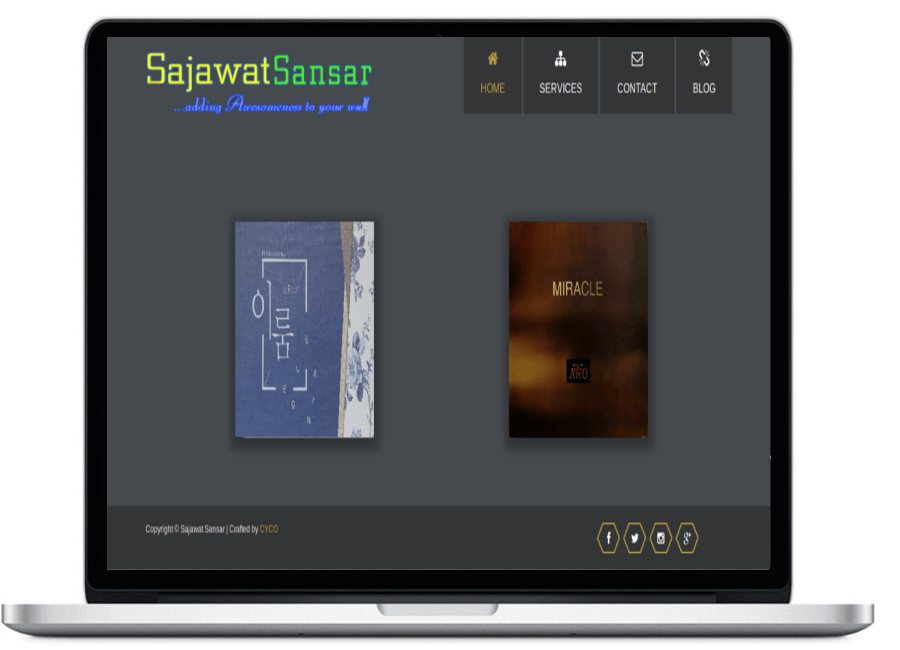 SajawatSansar
...adding Awesomeness to your wall
HOME
SERVICES
CONTACT
BLOG
이룸
MIRACLE
Copyright © Sajawat Sansar | Crafted by CYCO